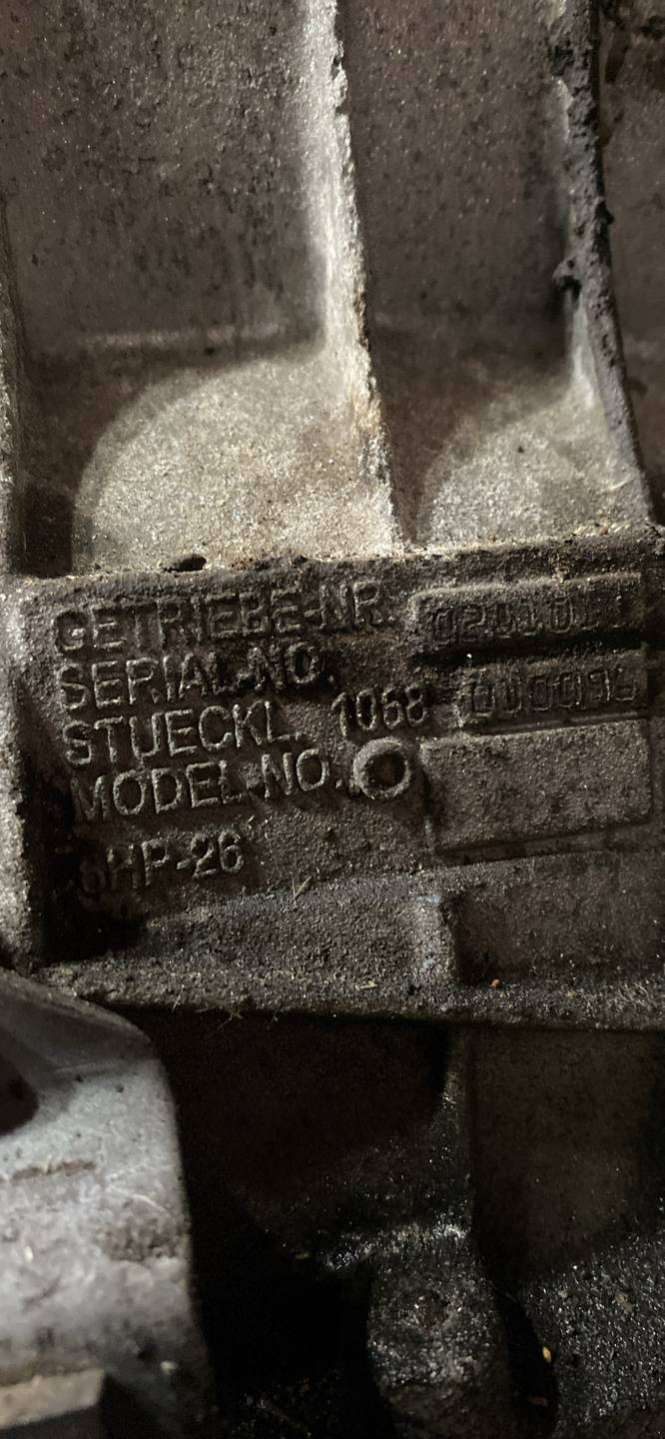 GETRIEBE-NR.
SERIAL-NO.
STUECKL. 1068
MODEL-NO.
6HP-26